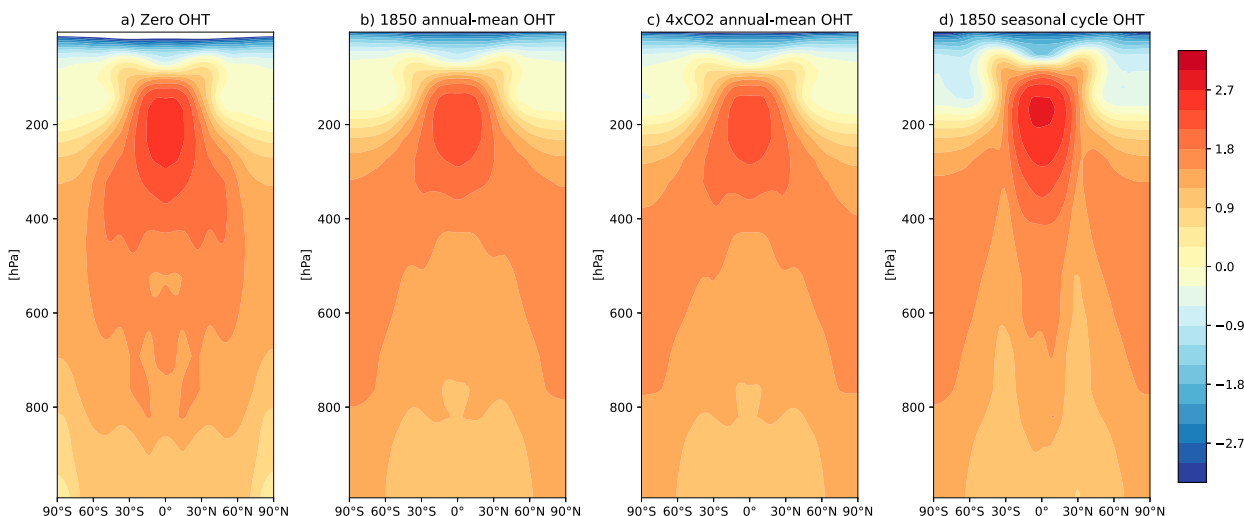 a) Zero OHT
b) 1850 annual-mean OHT
c) 4xCO2 annual-mean OHT
d) 1850 seasonal cycle OHT
[hPa]
200
400
600
800
90°S 60°S 30°S 0° 30°N 60°N 90°N
[hPa]
200
400
600
800
90°S 60°S 30°S 0° 30°N 60°N 90°N
[hPa]
200
400
600
800
90°S 60°S 30°S 0° 30°N 60°N 90°N
[hPa]
200
400
600
800
90°S 60°S 30°S 0° 30°N 60°N 90°N
2.7
1.8
0.9
0.0
−0.9
−1.8
−2.7